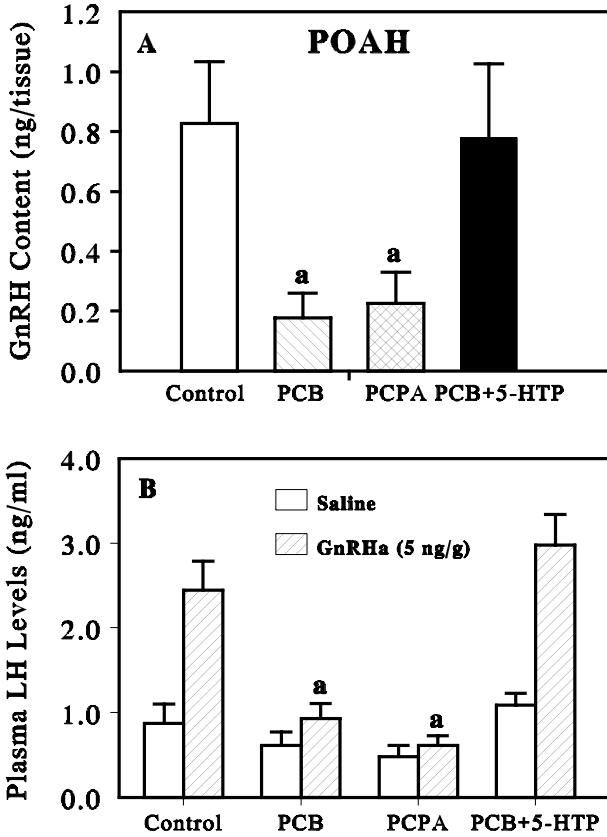 1.2
A
POAH
1.0
0.8
0.6
0.4
0.2
0.0
GnRH Content (ng/tissue)
a
a
Control PCB PCPA PCB+5-HTP
4.0
B
Saline
GnRHa (5 ng/g)
3.0
2.0
1.0
0.0
Plasma LH Levels (ng/ml)
a
a
Control PCB PCPA PCB+5-HTP